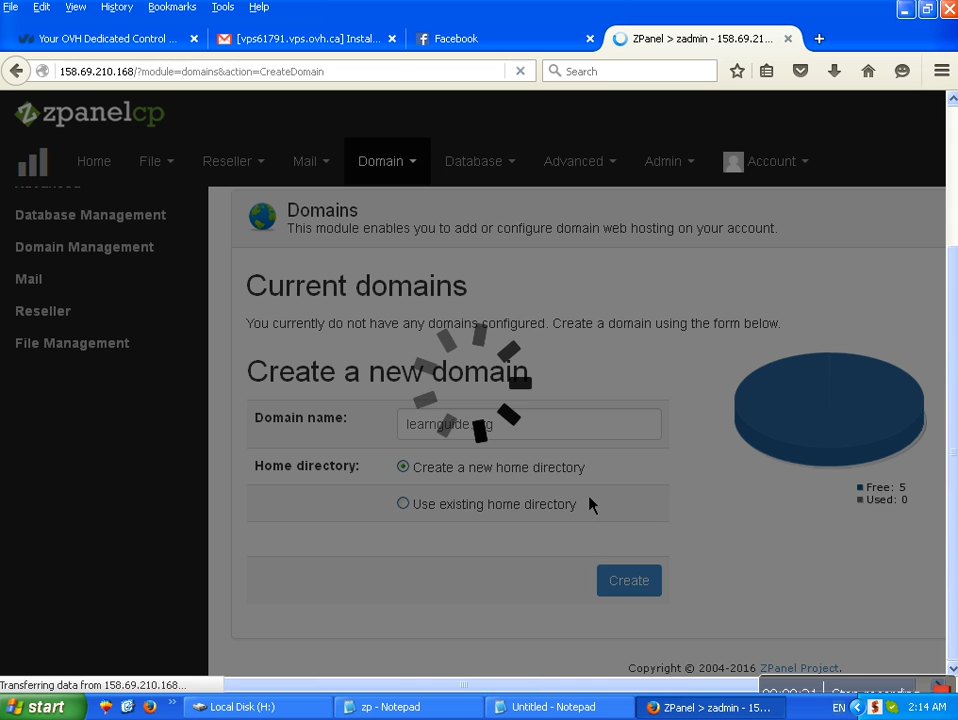 File Edit View History Bookmarks Tools Help
Your OVH Dedicated Control ... [vps61791.vps.ovh.ca] Instal... Facebook ZPanel > zadmin - 158.69.21...
158.69.210.168/?module=domains&action=CreateDomain Search
zpanelcp
Home File Reseller Mail Domain Database Advanced Admin Account
Advanced
Database Management
Domain Management
Mail
Reseller
File Management
Domains
This module enables you to add or configure domain web hosting on your account.
Current domains
You currently do not have any domains configured. Create a domain using the form below.
Create a new domain
Domain name:
Home directory: Create a new home directory
Use existing home directory
Create
Free: 5
Used: 0
Copyright © 2004-2016 ZPanel Project.
Transferring data from 158.69.210.168...
start Local Disk (H:) zp - Notepad Untitled - Notepad ZPanel > zadmin - 15... EN 2:14 AM